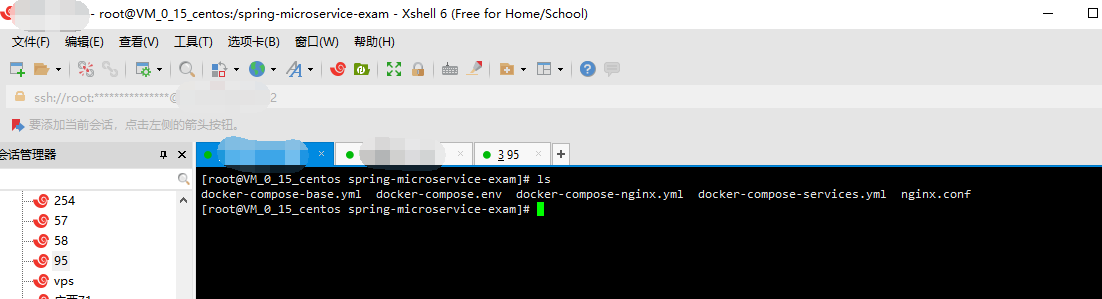 - root@VM_0_15_centos:/spring-microservice-exam - Xshell 6 (Free for Home/School)
文件(F) 编辑(E) 查看(V) 工具(T) 选项卡(B) 窗口(W) 帮助(H)
ssh://root:***************@ 2
要添加当前会话，点击左侧的箭头按钮。
会话管理器
3 95
[root@VM_0_15_centos spring-microservice-exam]# ls
docker-compose-base.yml docker-compose.env docker-compose-nginx.yml docker-compose-services.yml nginx.conf
[root@VM_0_15_centos spring-microservice-exam]#
254
57
58
95
vps